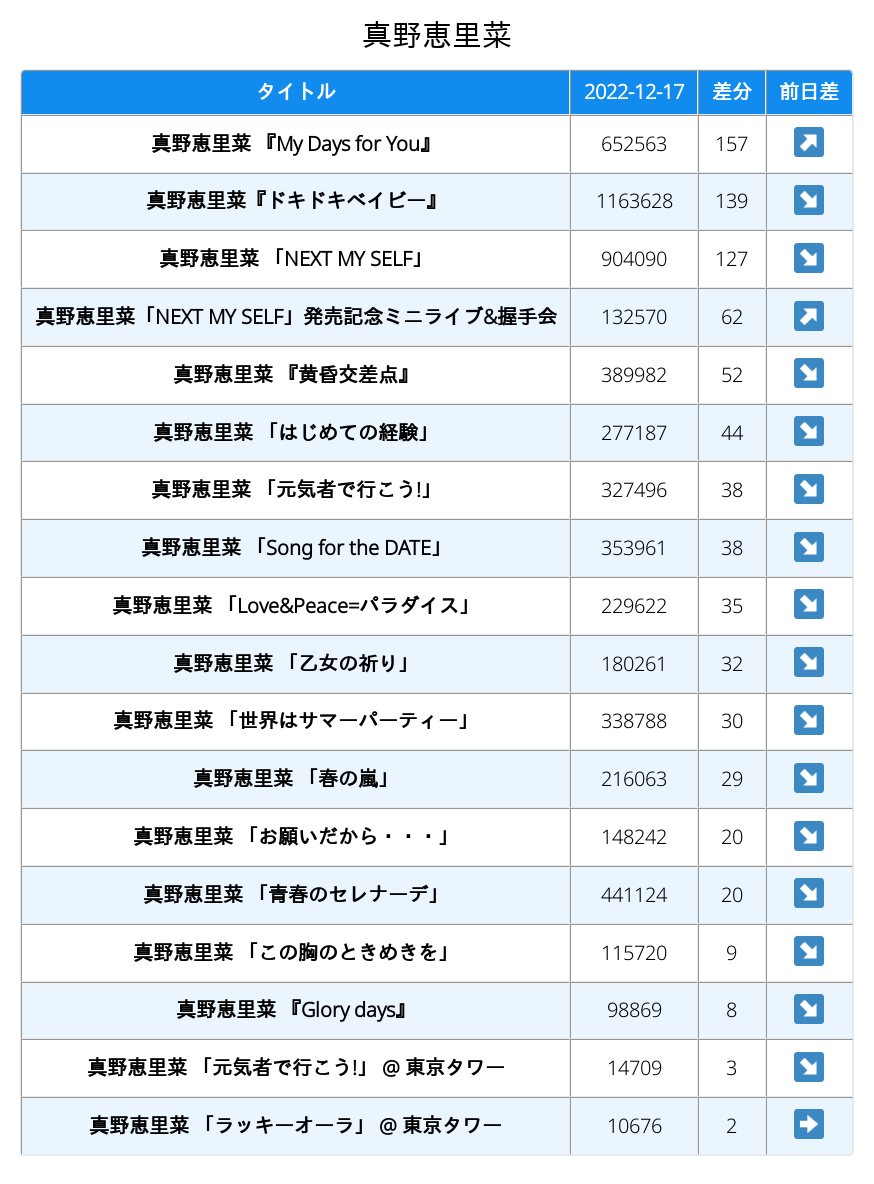 真野恵里菜
タイトル 2022-12-17 差分 前日差
真野恵里菜 『My Days for You』 652563 157 ↗
真野恵里菜『ドキドキベイビー』 1163628 139 ↘
真野恵里菜 「NEXT MY SELF」 904090 127 ↘
真野恵里菜「NEXT MY SELF」発売記念ミニライブ&握手会 132570 62 ↗
真野恵里菜 『黄昏交差点』 389982 52 ↘
真野恵里菜 「はじめての経験」 277187 44 ↘
真野恵里菜 「元気者で行こう!」 327496 38 ↘
真野恵里菜 「Song for the DATE」 353961 38 ↘
真野恵里菜 「Love&Peace=パラダイス」 229622 35 ↘
真野恵里菜 「乙女の祈り」 180261 32 ↘
真野恵里菜 「世界はサマーパーティー」 338788 30 ↘
真野恵里菜 「春の嵐」 216063 29 ↘
真野恵里菜 「お願いだから・・・」 148242 20 ↘
真野恵里菜 「青春のセレナーデ」 441124 20 ↘
真野恵里菜 「この胸のときめきを」 115720 9 ↘
真野恵里菜 『Glory days』 98869 8 ↘
真野恵里菜 「元気者で行こう!」 @ 東京タワー 14709 3 ↘
真野恵里菜 「ラッキーオーラ」 @ 東京タワー 10676 2 ➡